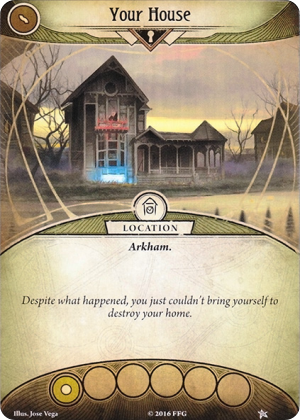 Your House
LOCATION
Arkham.
Despite what happened, you just couldn't bring yourself to
destroy your home.
Illus. Jose Vega
© 2016 FFG